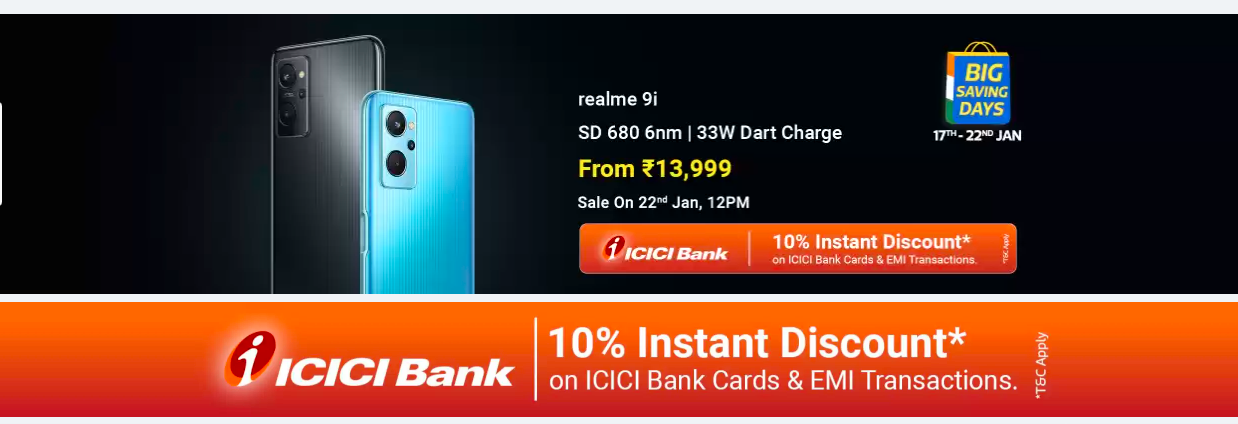 realme 9i
SD 680 6nm | 33W Dart Charge
From ₹13,999
Sale On 22nd Jan, 12PM
BIG
SAVING
DAYS
17TH - 22ND JAN
i ICICI Bank
10% Instant Discount*
on ICICI Bank Cards & EMI Transactions.
*T&C Apply
i ICICI Bank
10% Instant Discount*
on ICICI Bank Cards & EMI Transactions.
*T&C Apply